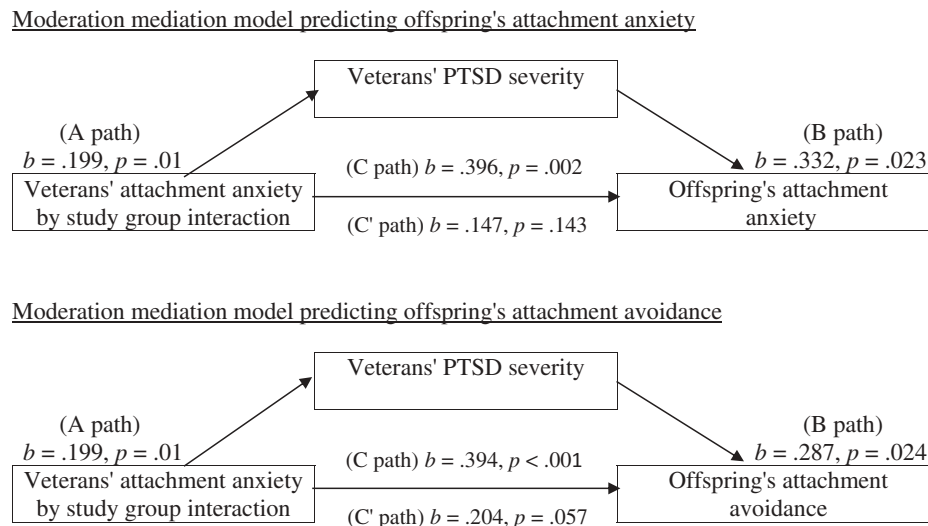 Moderation mediation model predicting offspring's attachment anxiety
Veterans' PTSD severity
(A path)
b = .199, p = .01
(B path)
b = .332, p = .023
(C path) b = .396, p = .002
Veterans' attachment anxiety
by study group interaction
Offspring's attachment
anxiety
(C' path) b = .147, p = .143
Moderation mediation model predicting offspring's attachment avoidance
Veterans' PTSD severity
(A path)
b = .199, p = .01
(B path)
b = .287, p = .024
(C path) b = .394, p < .001
Veterans' attachment anxiety
by study group interaction
Offspring's attachment
avoidance
(C' path) b = .204, p = .057